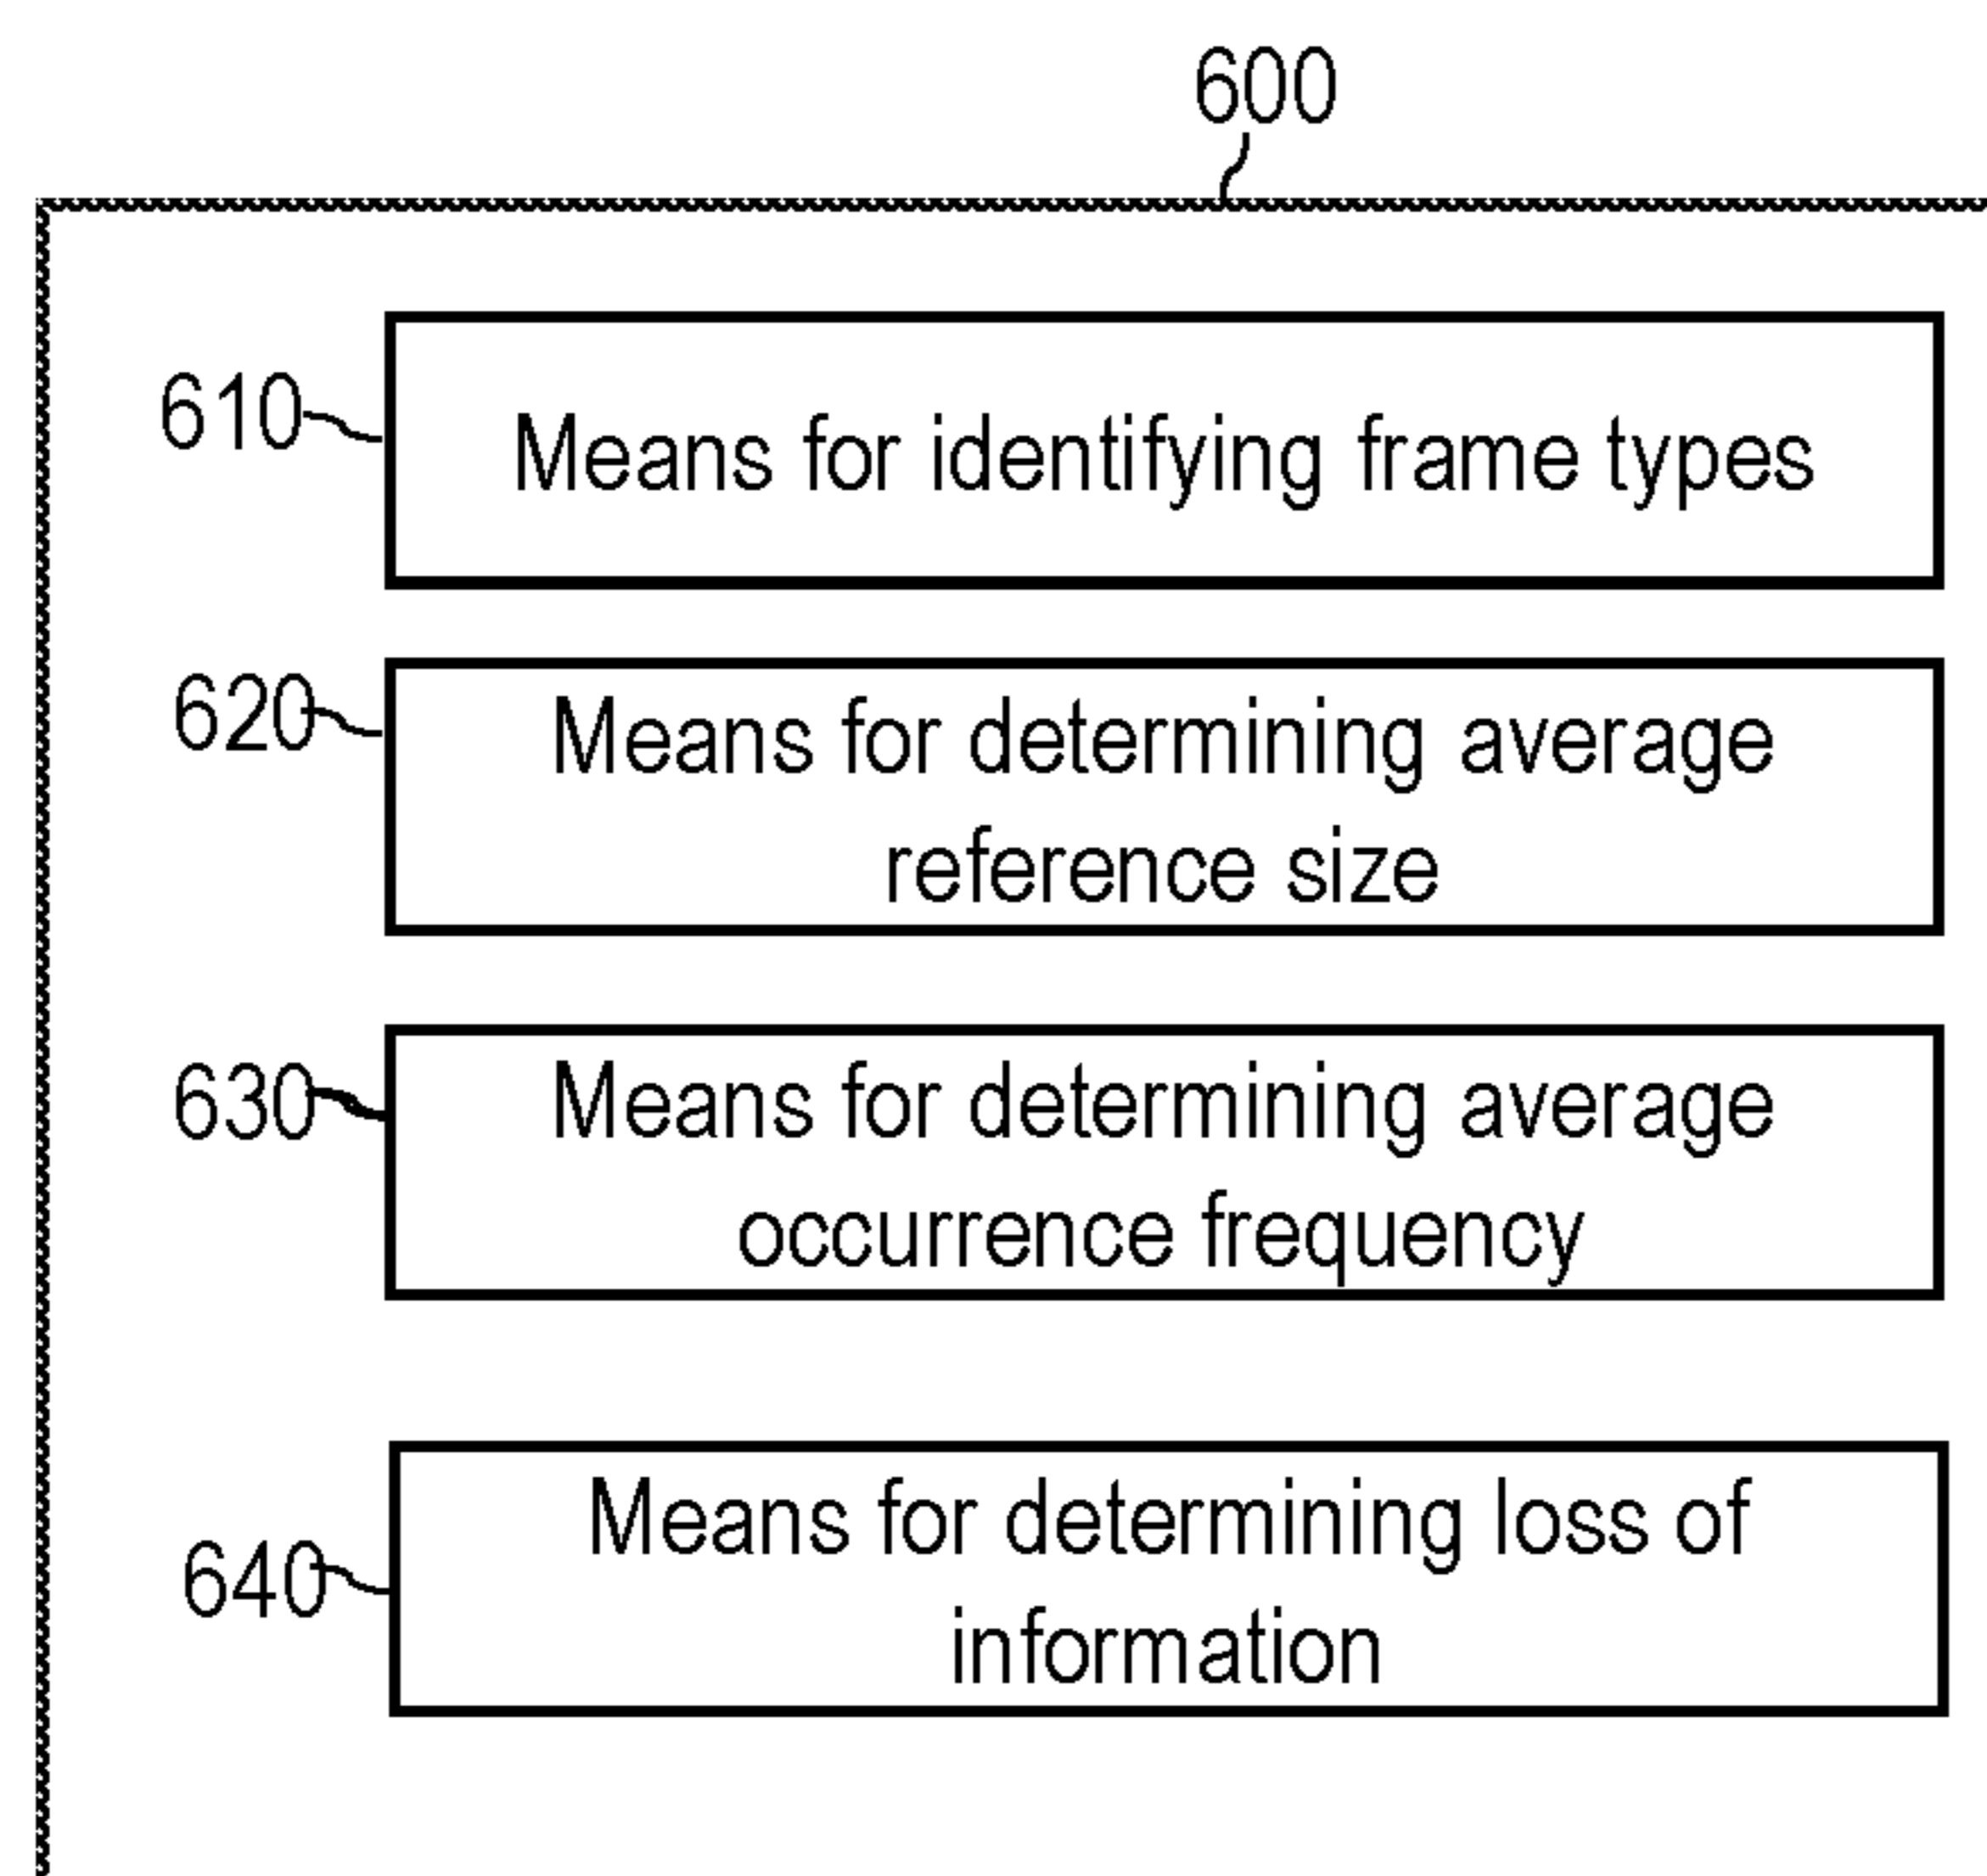 600
610
Means for identifying frame types
620
Means for determining average
reference size
630
Means for determining average
occurrence frequency
640
Means for determining loss of
information